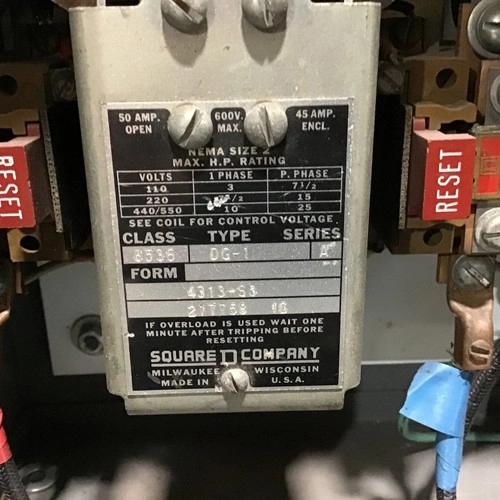 50 AMP. 600V. 45 AMP.
OPEN MAX. ENCL.
NEMA SIZE 2
MAX. H.P. RATING
VOLTS 1 PHASE P. PHASE
110 3 7 1/2
220 1/2 15
440/550 10 25
SEE COIL FOR CONTROL VOLTAGE.
CLASS TYPE SERIES
8536 DG-1 A
FORM
4313-S3
IF OVERLOAD IS USED WAIT ONE
MINUTE AFTER TRIPPING BEFORE
RESETTING
SQUARE D COMPANY
MILWAUKEE WISCONSIN
MADE IN U.S.A.
RESET
RESET